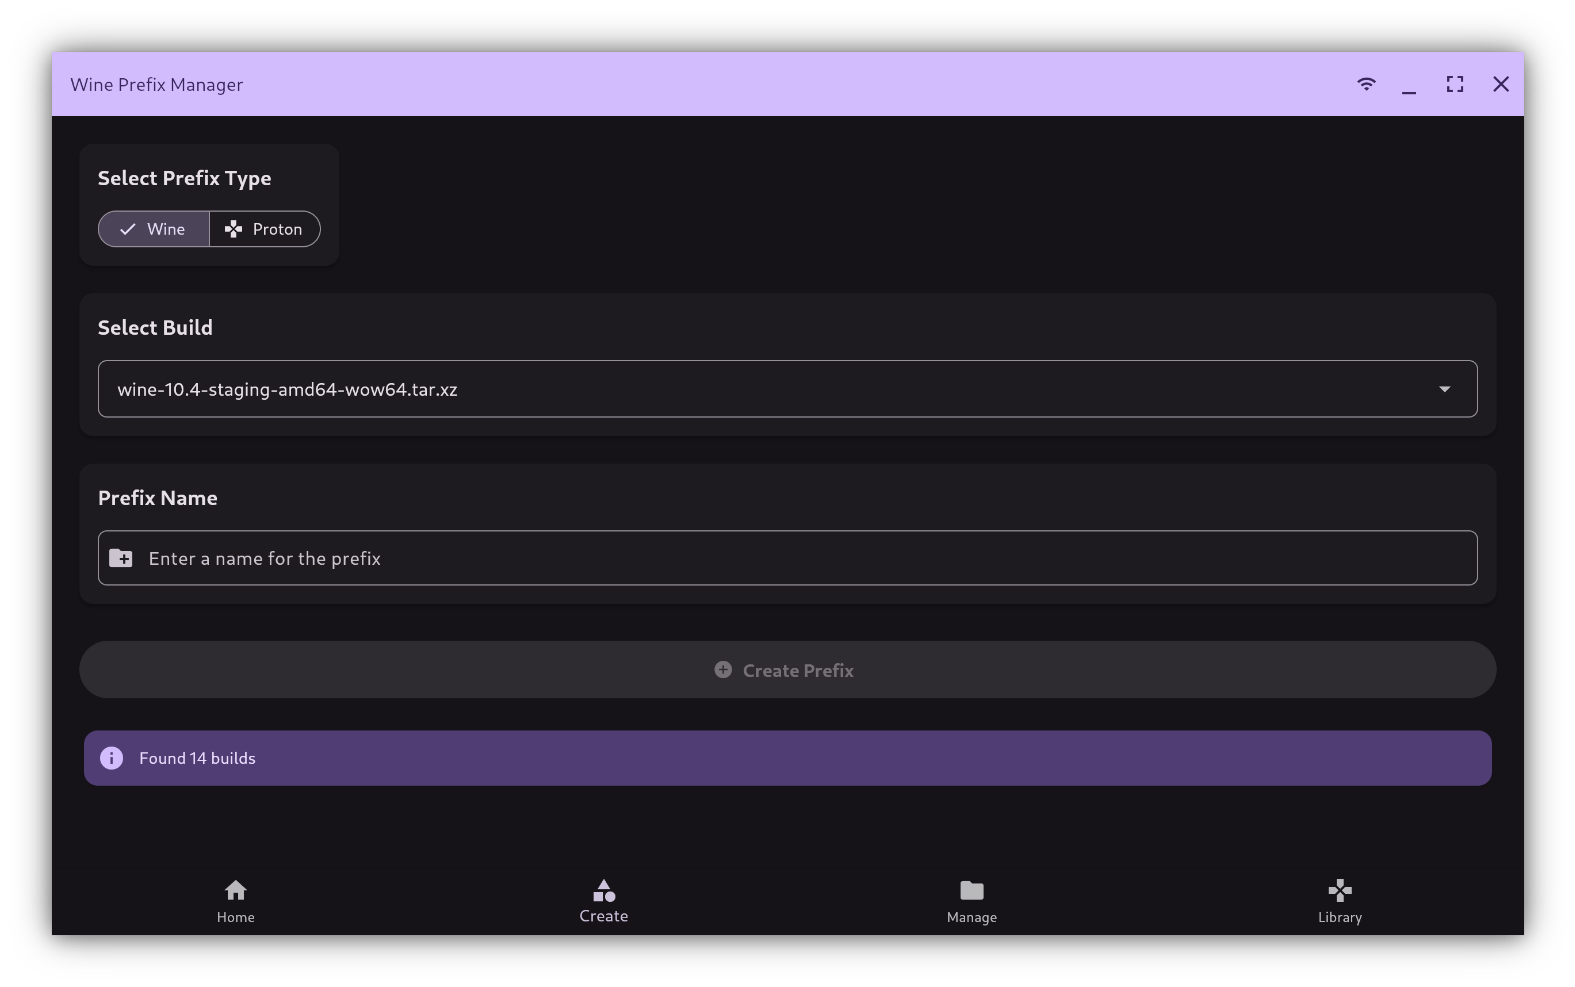 Wine Prefix Manager
Select Prefix Type
Wine
Proton
Select Build
wine-10.4-staging-amd64-wow64.tar.xz
Prefix Name
Enter a name for the prefix
Create Prefix
Found 14 builds
Home
Create
Manage
Library